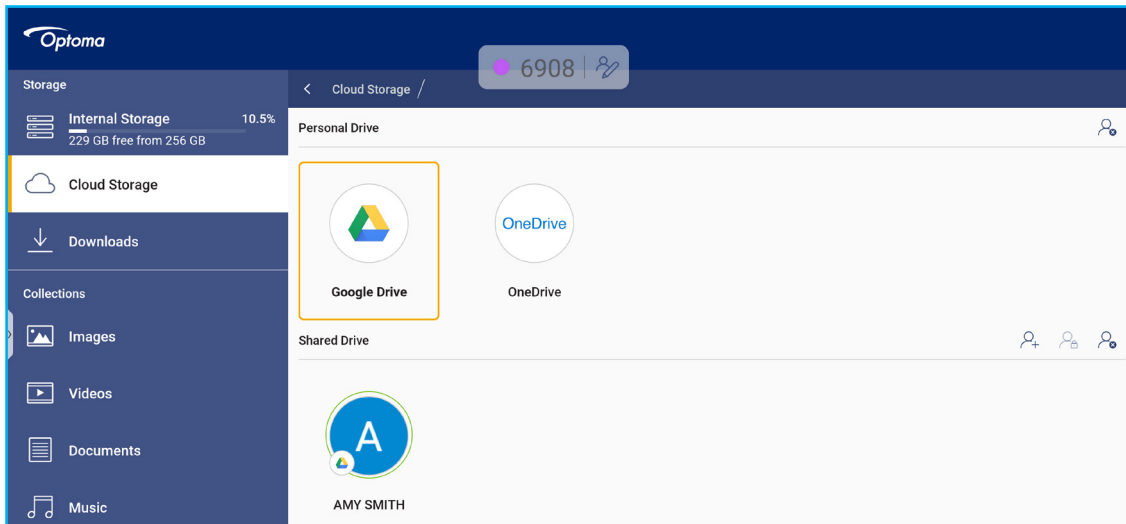 Optoma
6908
Storage
Cloud Storage /
Internal Storage 10.5%
229 GB free from 256 GB
Personal Drive
Cloud Storage
OneDrive
Downloads
Google Drive
OneDrive
Collections
Shared Drive
Images
Videos
A
Documents
AMY SMITH
Music